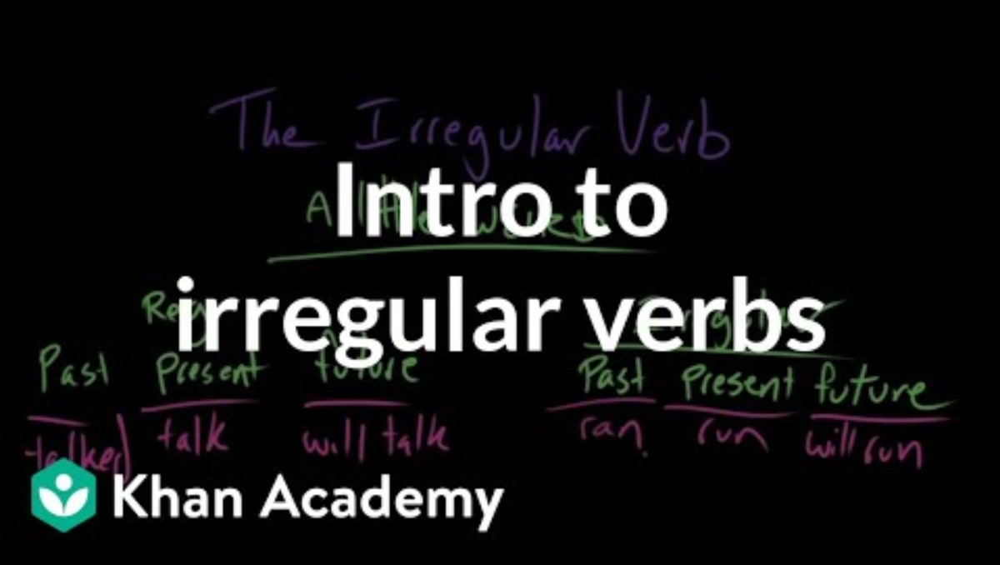 The Irregular Verb
Intro to
irregular verbs
Past Present future
Past Present future
talked talk will talk
ran run will run
Khan Academy